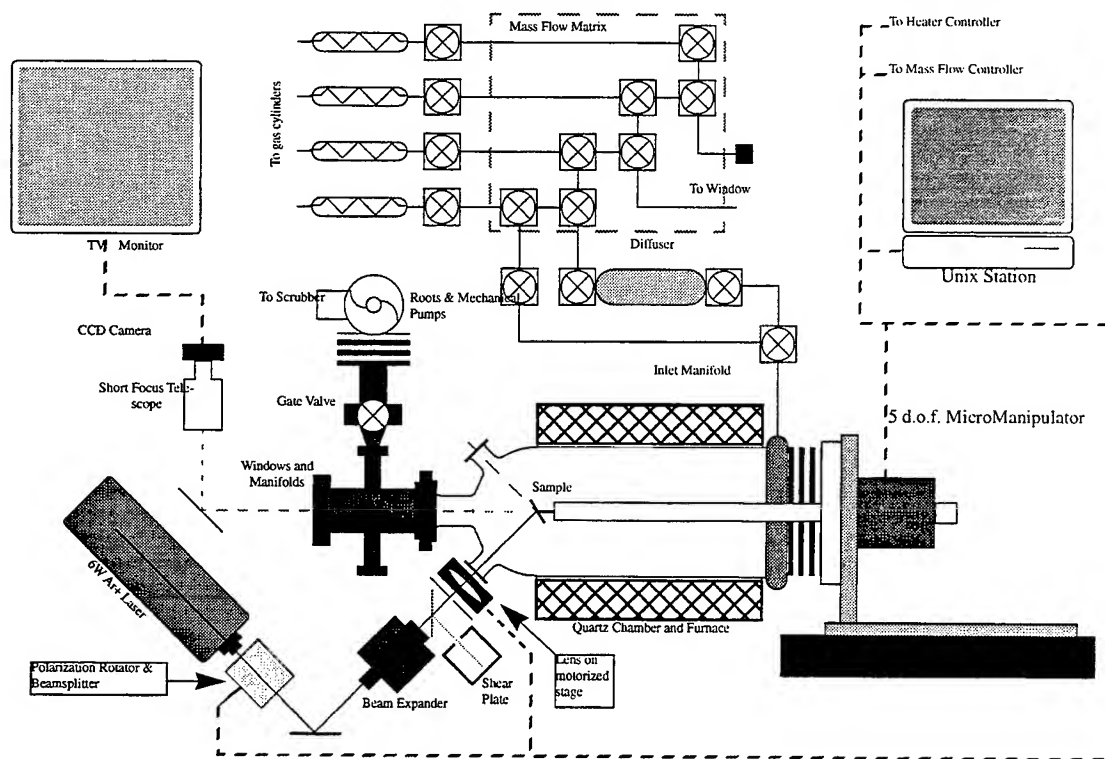 Mass Flow Matrix
To Heater Controller
To Mass Flow Controller
To gas cylinders
To Window
TV Monitor
Diffuser
Unix Station
To Scrubber
Roots & Mechanical
Pumps
CCD Camera
Inlet Manifold
Short Focus Tele-
scope
Gate Valve
5 d.o.f. MicroManipulator
Windows and
Manifolds
Sample
6W Ar+ Laser
Quartz Chamber and Furnace
Polarization Rotator &
Beamsplitter
Shear
Plate
Lens on
motorized
stage
Beam Expander